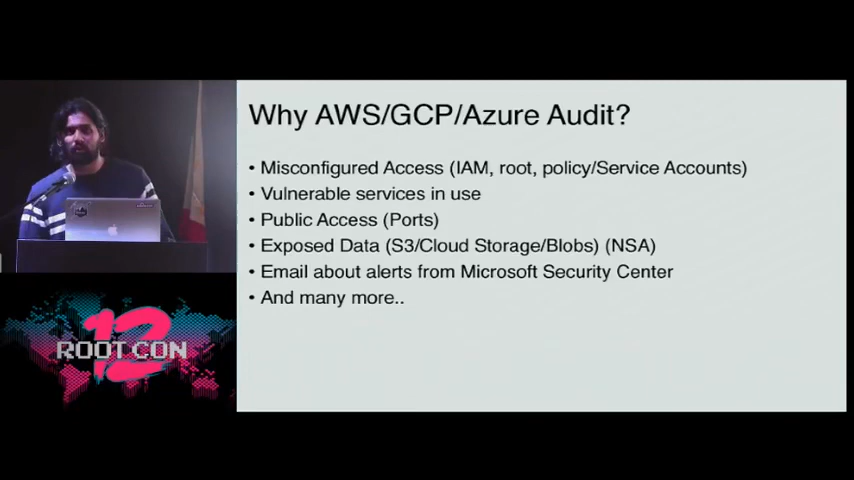 Why AWS/GCP/Azure Audit?
• Misconfigured Access (IAM, root, policy/Service Accounts)
• Vulnerable services in use
• Public Access (Ports)
• Exposed Data (S3/Cloud Storage/Blobs) (NSA)
• Email about alerts from Microsoft Security Center
• And many more..
12
ROOTCON